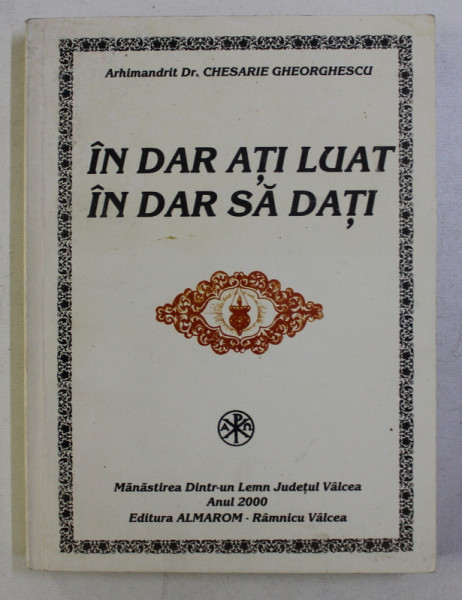 Arhimandrit Dr. CHESARIE GHEORGHESCU
ÎN DAR AȚI LUAT
ÎN DAR SĂ DAȚI
Α Ω
Mănăstirea Dintr-un Lemn Județul Vâlcea
Anul 2000
Editura ALMAROM - Râmnicu Vâlcea